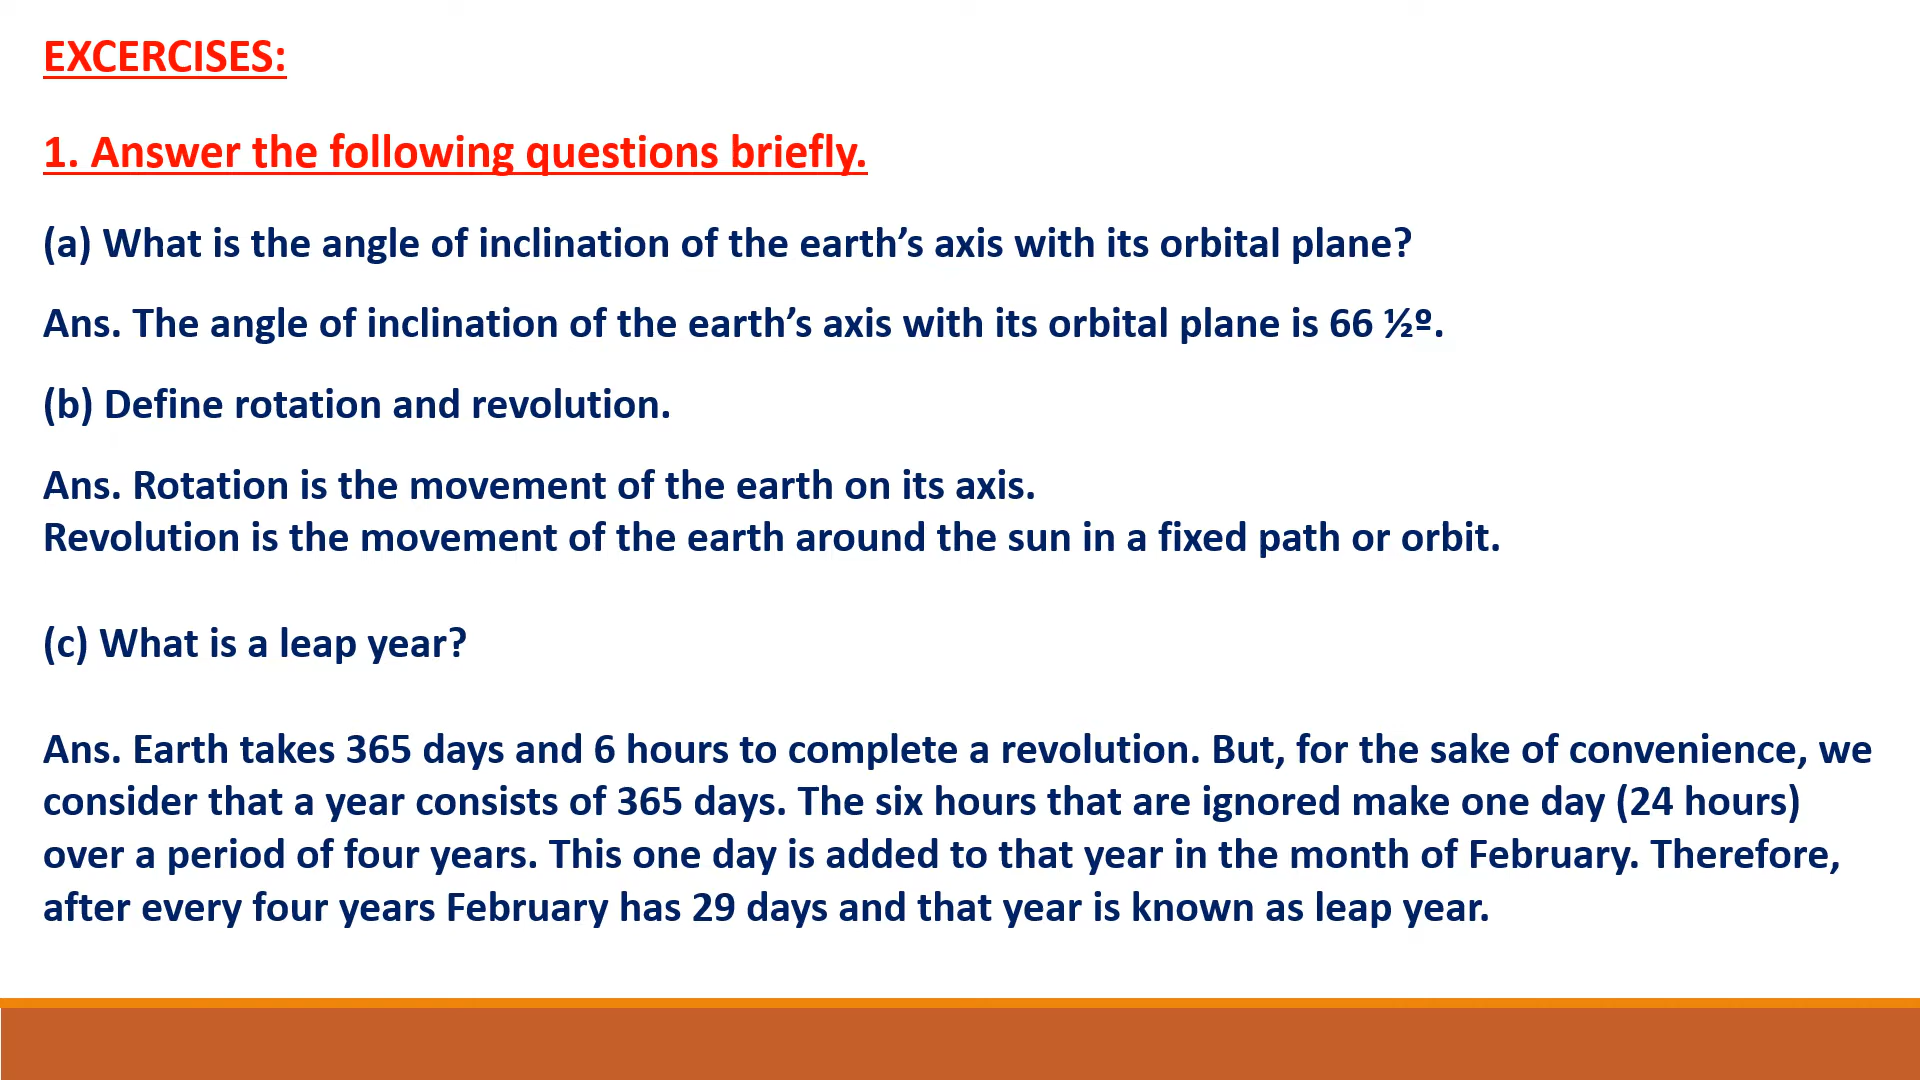 EXCERCISES:
1. Answer the following questions briefly.
(a) What is the angle of inclination of the earth’s axis with its orbital plane?
Ans. The angle of inclination of the earth’s axis with its orbital plane is 66 ½º.
(b) Define rotation and revolution.
Ans. Rotation is the movement of the earth on its axis.
Revolution is the movement of the earth around the sun in a fixed path or orbit.
(c) What is a leap year?
Ans. Earth takes 365 days and 6 hours to complete a revolution. But, for the sake of convenience, we
consider that a year consists of 365 days. The six hours that are ignored make one day (24 hours)
over a period of four years. This one day is added to that year in the month of February. Therefore,
after every four years February has 29 days and that year is known as leap year.